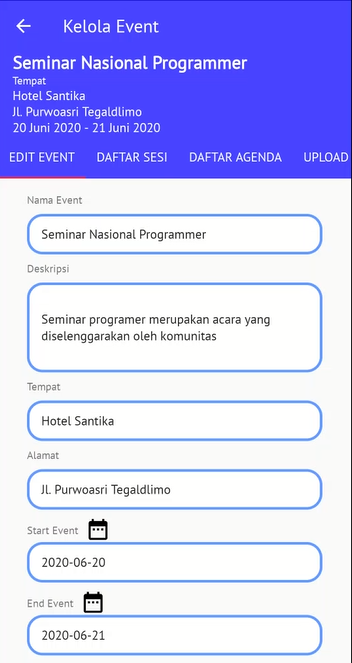 Kelola Event
Seminar Nasional Programmer
Tempat
Hotel Santika
Jl. Purwoasri Tegaldlimo
20 Juni 2020 - 21 Juni 2020
EDIT EVENT DAFTAR SESI DAFTAR AGENDA UPLOAD
Nama Event
Seminar Nasional Programmer
Deskripsi
Seminar programer merupakan acara yang
diselenggarakan oleh komunitas
Tempat
Hotel Santika
Alamat
Jl. Purwoasri Tegaldlimo
Start Event
2020-06-20
End Event
2020-06-21